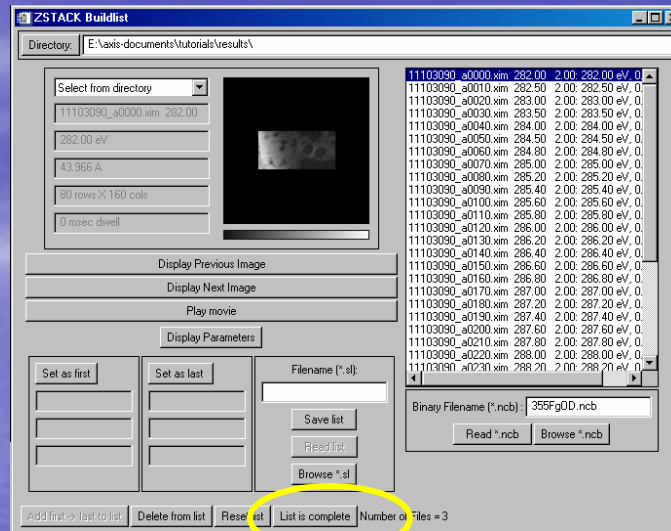 ZSTACK Buildlist
Directory: E:\axis-documents\tutorials\results\
Select from directory
11103090_a0000.xim 282.00
282.00 eV
43.966 A
80 rows X 160 cols
0 msec dwell
Display Previous Image
Display Next Image
Play movie
Display Parameters
Set as first
Set as last
Filename (*.sl):
Save list
Read list
Browse *.sl
11103090_a0000.xim 282.00 2.00: 282.00 eV, 0.
11103090_a0010.xim 282.50 2.00: 282.50 eV, 0.
11103090_a0020.xim 283.00 2.00: 283.00 eV, 0.
11103090_a0030.xim 283.50 2.00: 283.50 eV, 0.
11103090_a0040.xim 284.00 2.00: 284.00 eV, 0.
11103090_a0050.xim 284.50 2.00: 284.50 eV, 0.
11103090_a0060.xim 284.80 2.00: 284.80 eV, 0.
11103090_a0070.xim 285.00 2.00: 285.00 eV, 0.
11103090_a0080.xim 285.20 2.00: 285.20 eV, 0.
11103090_a0090.xim 285.40 2.00: 285.40 eV, 0.
11103090_a0100.xim 285.60 2.00: 285.60 eV, 0.
11103090_a0110.xim 285.80 2.00: 285.80 eV, 0.
11103090_a0120.xim 286.00 2.00: 286.00 eV, 0.
11103090_a0130.xim 286.20 2.00: 286.20 eV, 0.
11103090_a0140.xim 286.40 2.00: 286.40 eV, 0.
11103090_a0150.xim 286.60 2.00: 286.60 eV, 0.
11103090_a0160.xim 286.80 2.00: 286.80 eV, 0.
11103090_a0170.xim 287.00 2.00: 287.00 eV, 0.
11103090_a0180.xim 287.20 2.00: 287.20 eV, 0.
11103090_a0190.xim 287.40 2.00: 287.40 eV, 0.
11103090_a0200.xim 287.60 2.00: 287.60 eV, 0.
11103090_a0210.xim 287.80 2.00: 287.80 eV, 0.
11103090_a0220.xim 288.00 2.00: 288.00 eV, 0.
11103090_a0230.xim 288.20 2.00: 288.20 eV, 0.
Binary Filename (*.ncb) : 355FgOD.ncb
Read *.ncb Browse *.ncb
Add first -> last to list Delete from list Reset list List is complete Number of Files = 3